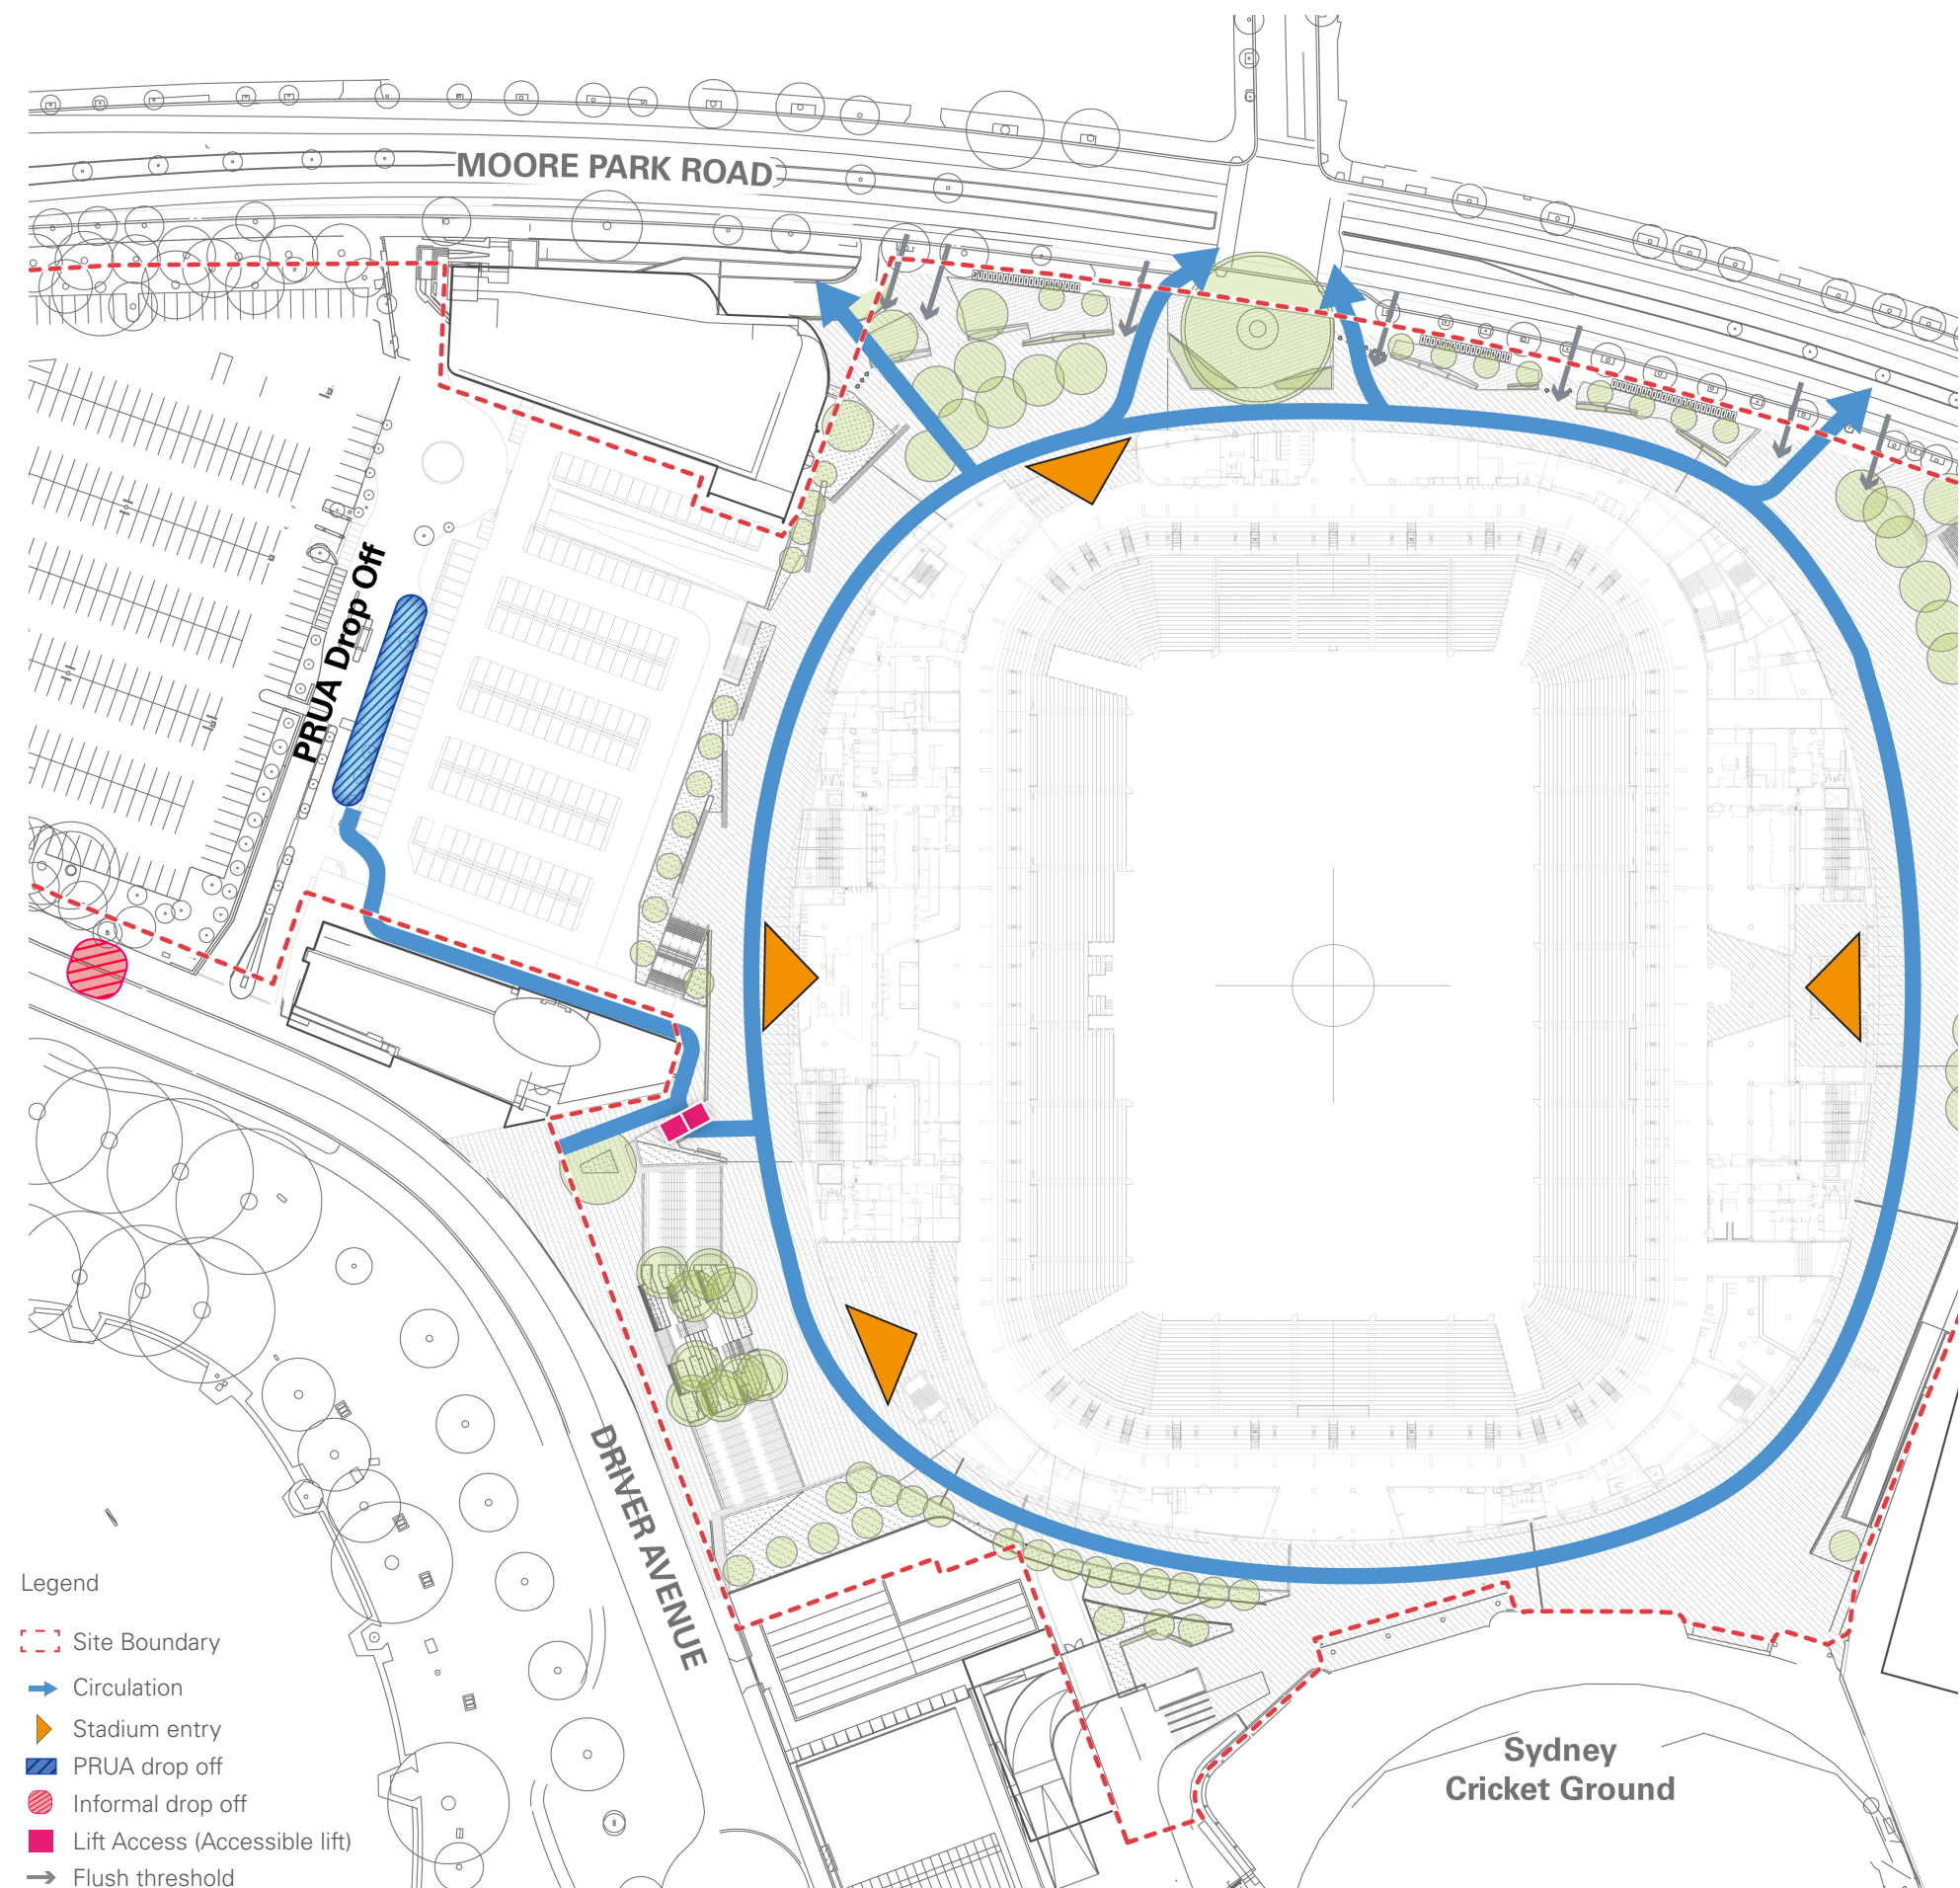 MOORE PARK ROAD
PRUA Drop Off
DRIVER AVENUE
Sydney
Cricket Ground
Legend
Site Boundary
Circulation
Stadium entry
PRUA drop off
Informal drop off
Lift Access (Accessible lift)
Flush threshold